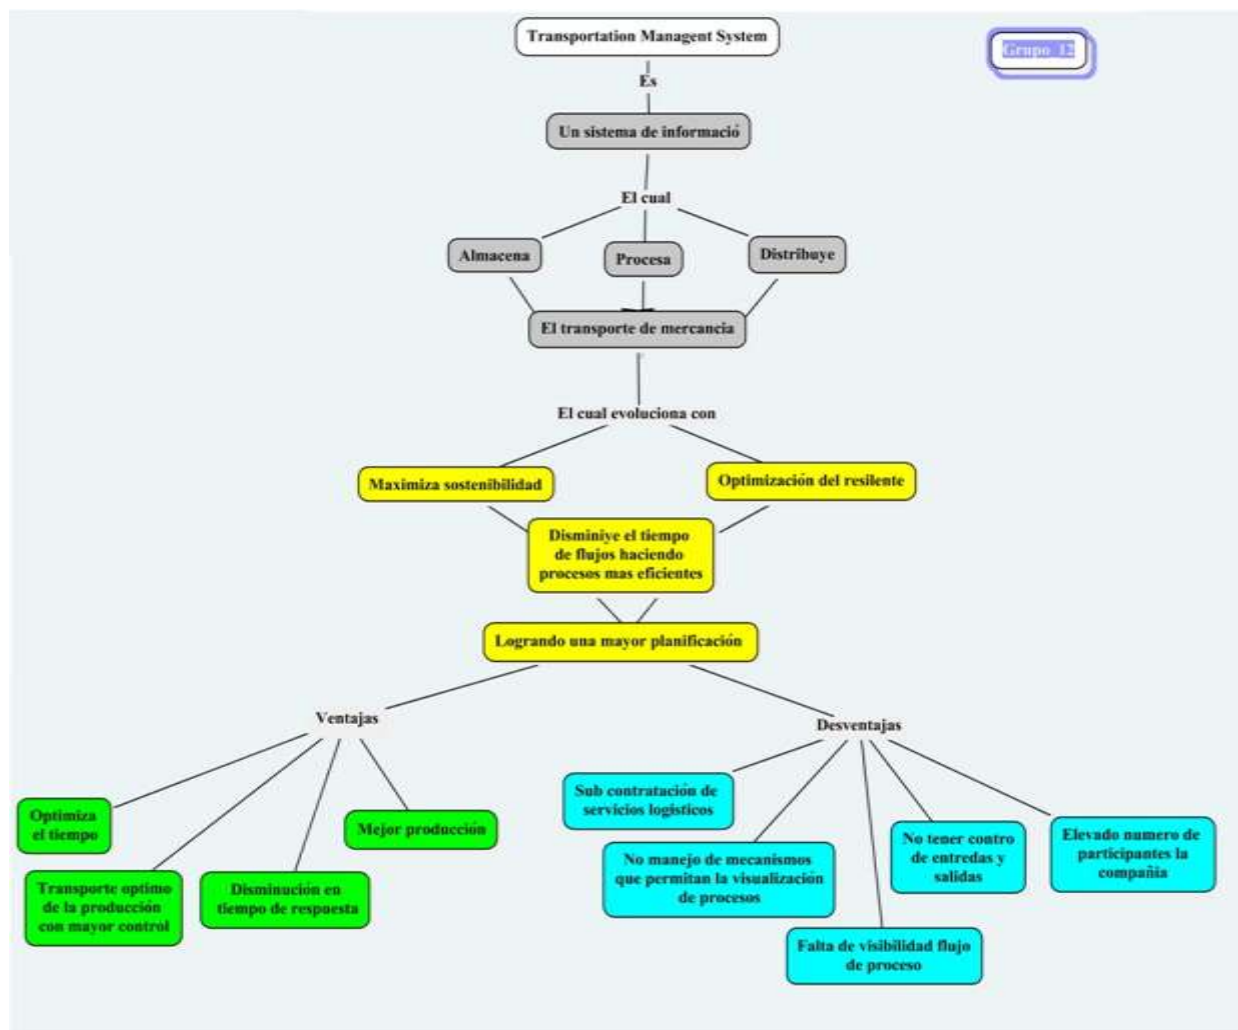 Transportation Managent System
Grupo 12
Es
Un sistema de informació
El cual
Almacena
Procesa
Distribuye
El transporte de mercancia
El cual evoluciona con
Maximiza sostenibilidad
Optimización del resilente
Disminiye el tiempo
de flujos haciendo
procesos mas eficientes
Logrando una mayor planificación
Ventajas
Desventajas
Optimiza
el tiempo
Transporte optimo
de la producción
con mayor control
Disminución en
tiempo de respuesta
Mejor producción
Sub contratación de
servicios logisticos
No manejo de mecanismos
que permitan la visualización
de procesos
Falta de visibilidad flujo
de proceso
No tener contro
de entredas y
salidas
Elevado numero de
participantes la
compañia